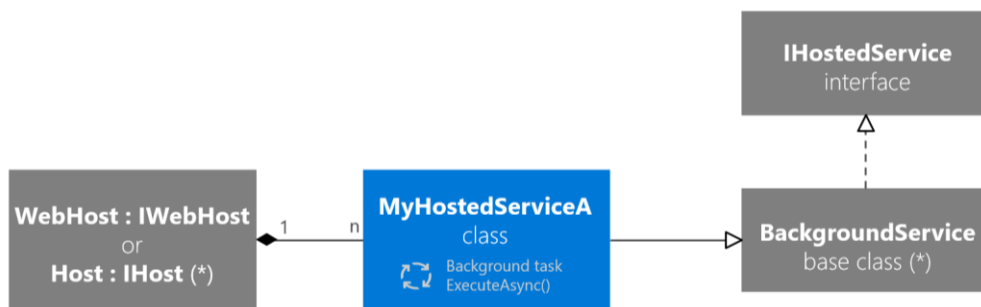 IHostedService
interface
WebHost : IWebHost
or
Host : IHost (*)
1
n
MyHostedServiceA
class
Background task
ExecuteAsync()
BackgroundService
base class (*)